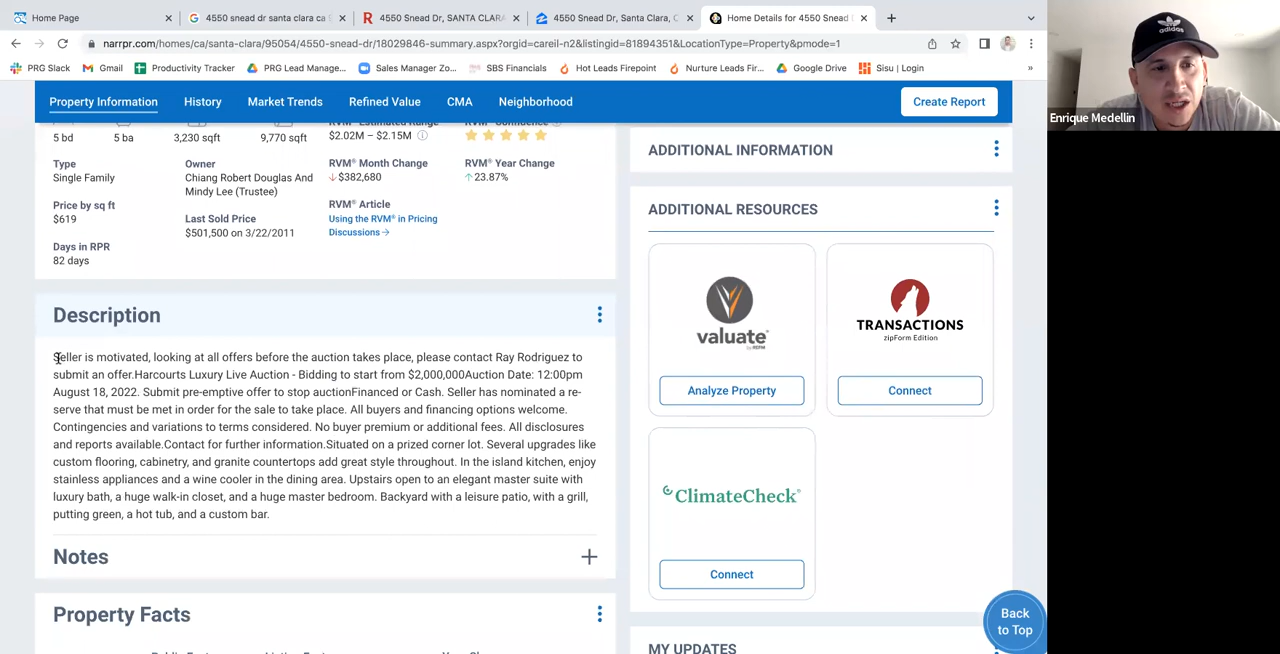 Home Page
4550 snead dr santa clara ca 9
4550 Snead Dr, SANTA CLARA
4550 Snead Dr, Santa Clara, C
Home Details for 4550 Snead
narrpr.com/homes/ca/santa-clara/95054/4550-snead-dr/18029846-summary.aspx?orgid=careil-n2&listingid=81894351&LocationType=Property&pmode=1
PRG Slack
Gmail
Productivity Tracker
PRG Lead Manage...
Sales Manager Zo...
SBS Financials
Hot Leads Firepoint
Nurture Leads Fir...
Google Drive
Sisu | Login
Property Information
History
Market Trends
Refined Value
CMA
Neighborhood
Create Report
5 bd
5 ba
3,230 sqft
9,770 sqft
RVM® Estimated Range
$2.02M – $2.15M
RVM® Confidence
Type
Single Family
Owner
Chiang Robert Douglas And
Mindy Lee (Trustee)
RVM® Month Change
↓$382,680
RVM® Year Change
↑23.87%
Price by sq ft
$619
Last Sold Price
$501,500 on 3/22/2011
RVM® Article
Using the RVM® in Pricing
Discussions →
Days in RPR
82 days
Description
Seller is motivated, looking at all offers before the auction takes place, please contact Ray Rodriguez to
submit an offer.Harcourts Luxury Live Auction - Bidding to start from $2,000,000Auction Date: 12:00pm
August 18, 2022. Submit pre-emptive offer to stop auctionFinanced or Cash. Seller has nominated a re-
serve that must be met in order for the sale to take place. All buyers and financing options welcome.
Contingencies and variations to terms considered. No buyer premium or additional fees. All disclosures
and reports available.Contact for further information.Situated on a prized corner lot. Several upgrades like
custom flooring, cabinetry, and granite countertops add great style throughout. In the island kitchen, enjoy
stainless appliances and a wine cooler in the dining area. Upstairs open to an elegant master suite with
luxury bath, a huge walk-in closet, and a huge master bedroom. Backyard with a leisure patio, with a grill,
putting green, a hot tub, and a custom bar.
Notes
Property Facts
ADDITIONAL INFORMATION
ADDITIONAL RESOURCES
valuate®
Analyze Property
TRANSACTIONS
zipForm Edition
Connect
ClimateCheck®
Connect
Back
to Top
MY UPDATES
adidas
Enrique Medellin